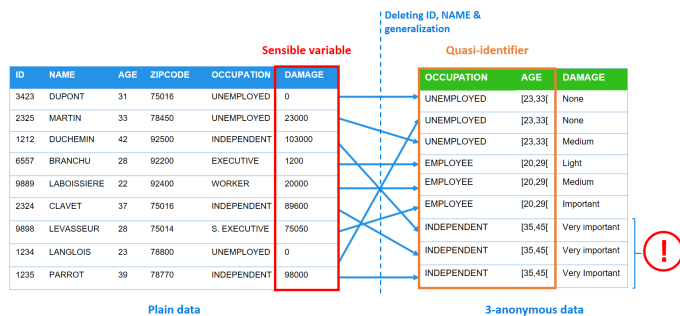 Deleting ID, NAME &
generalization
Sensible variable
Quasi-identifier
ID NAME AGE ZIPCODE OCCUPATION DAMAGE
3423 DUPONT 31 75016 UNEMPLOYED 0
2325 MARTIN 33 78450 UNEMPLOYED 23000
1212 DUCHEMIN 42 92500 INDEPENDENT 103000
6557 BRANCHU 28 92200 EXECUTIVE 1200
9889 LABOISSIERE 22 92400 WORKER 20000
2324 CLAVET 37 75016 INDEPENDENT 89600
9898 LEVASSEUR 28 75014 S. EXECUTIVE 75050
1234 LANGLOIS 23 78800 UNEMPLOYED 0
1235 PARROT 39 78770 INDEPENDENT 98000
OCCUPATION AGE DAMAGE
UNEMPLOYED [23,33[ None
UNEMPLOYED [23,33[ None
UNEMPLOYED [23,33[ Medium
EMPLOYEE [20,29[ Light
EMPLOYEE [20,29[ Medium
EMPLOYEE [20,29[ Important
INDEPENDENT [35,45[ Very important
INDEPENDENT [35,45[ Very important
INDEPENDENT [35,45[ Very Important
!
Plain data
3-anonymous data